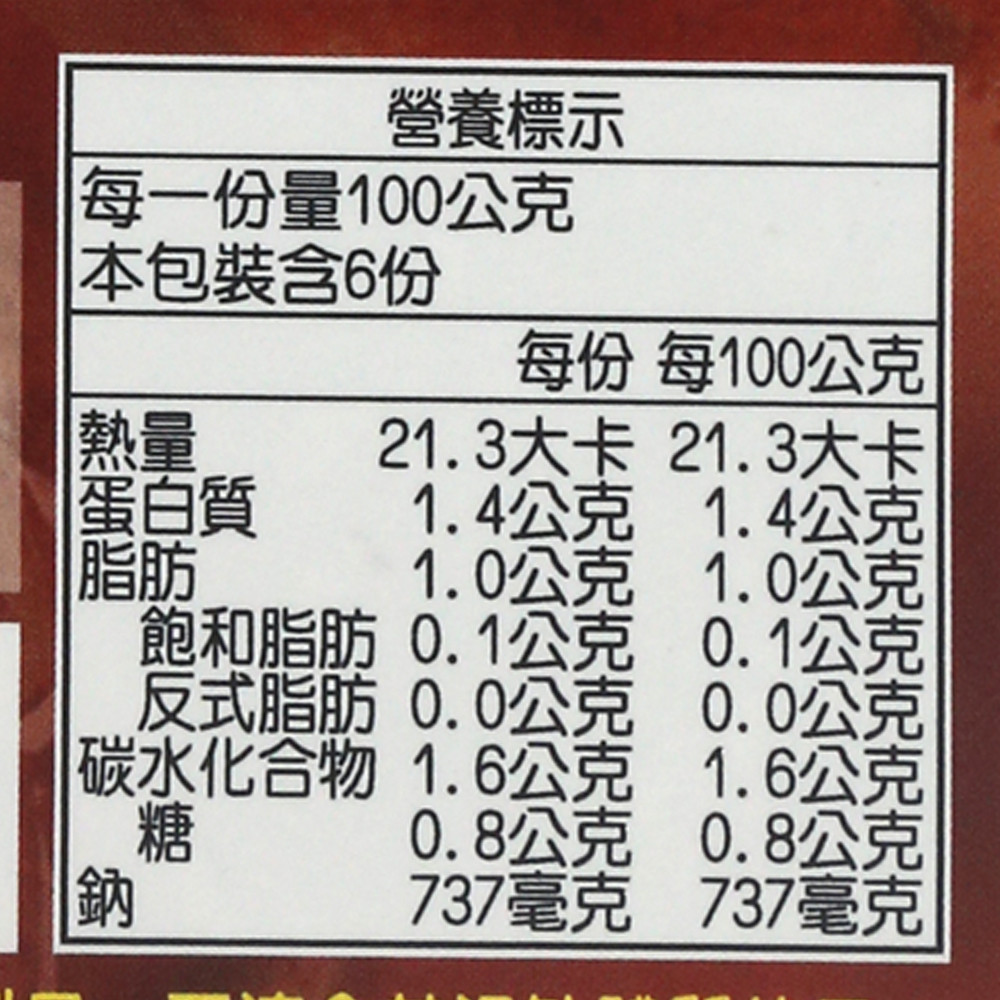 營養標示
每一份量100公克
本包裝含6份
每份 每100公克
熱量 21.3大卡 21.3大卡
蛋白質 1.4公克 1.4公克
脂肪 1.0公克 1.0公克
飽和脂肪 0.1公克 0.1公克
反式脂肪 0.0公克 0.0公克
碳水化合物 1.6公克 1.6公克
糖 0.8公克 0.8公克
鈉 737毫克 737毫克